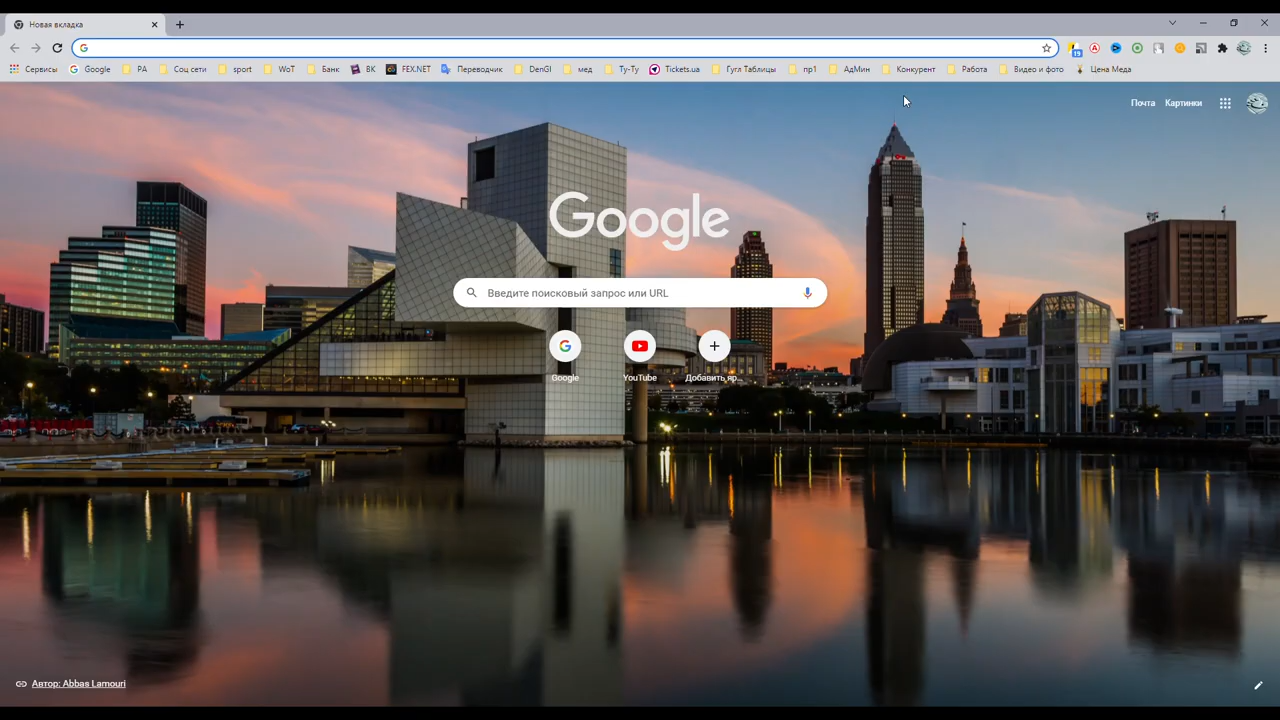 Новая вкладка
Сервисы Google РА Соц сети sport WoT Банк ВК FEX.NET Переводчик DenGI мед Ту-Ту Tickets.ua Гугл Таблицы пр1 АдМин Конкурент Работа Видео и фото Цена Меда
Почта Картинки
Google
Введите поисковый запрос или URL
Google YouTube Добавить яр...
Автор: Abbas Lamouri